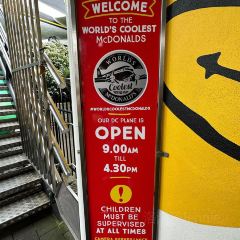 WELCOME
TO THE
WORLD'S COOLEST
McDONALDS
WORLD'S
Coolest
McDONALDS
#WORLDSCOOLESTMCDONALDS
OUR DC PLANE IS
OPEN
9.00AM
TILL
4.30PM
!
CHILDREN
MUST BE
SUPERVISED
AT ALL TIMES